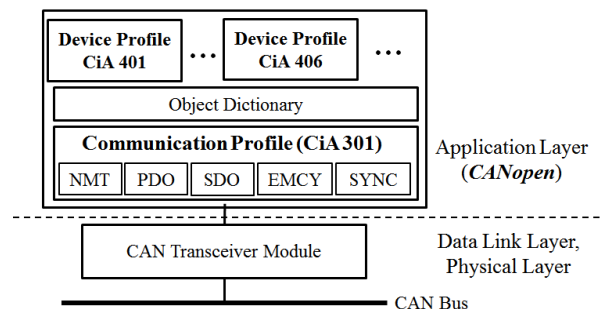 Device Profile
CiA 401
...
Device Profile
CiA 406
...
Object Dictionary
Communication Profile (CiA 301)
NMT
PDO
SDO
EMCY
SYNC
Application Layer
(CANopen)
CAN Transceiver Module
Data Link Layer,
Physical Layer
CAN Bus